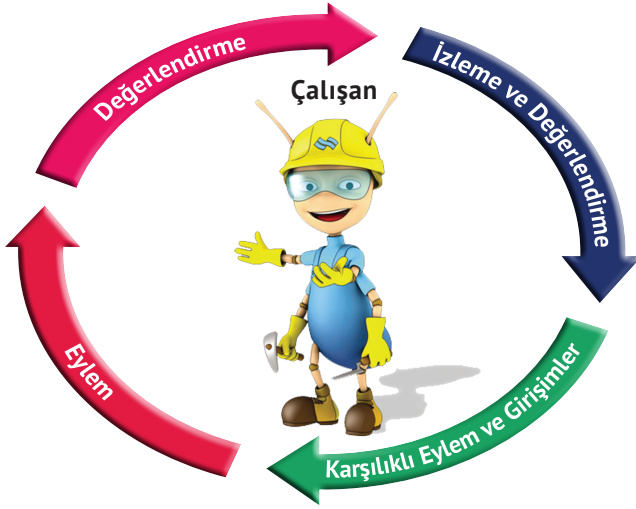 Değerlendirme
İzleme ve Değerlendirme
Çalışan
Eylem
Karşılıklı Eylem ve Girişimler